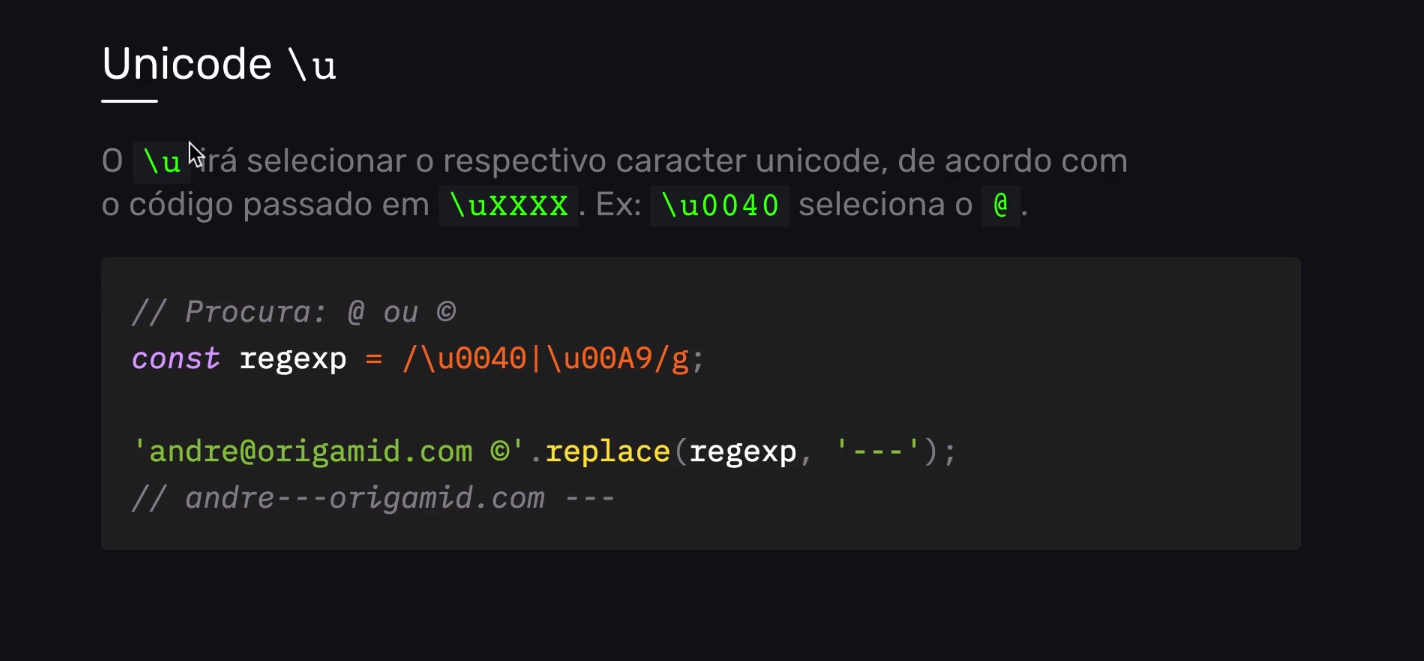 Unicode \u
O \u irá selecionar o respectivo caracter unicode, de acordo com
o código passado em \uXXXX. Ex: \u0040 seleciona o @.
// Procura: @ ou ©
const regexp = /\u0040|\u00A9/g;
'andre@origamid.com ©'.replace(regexp, '---');
// andre---origamid.com ---